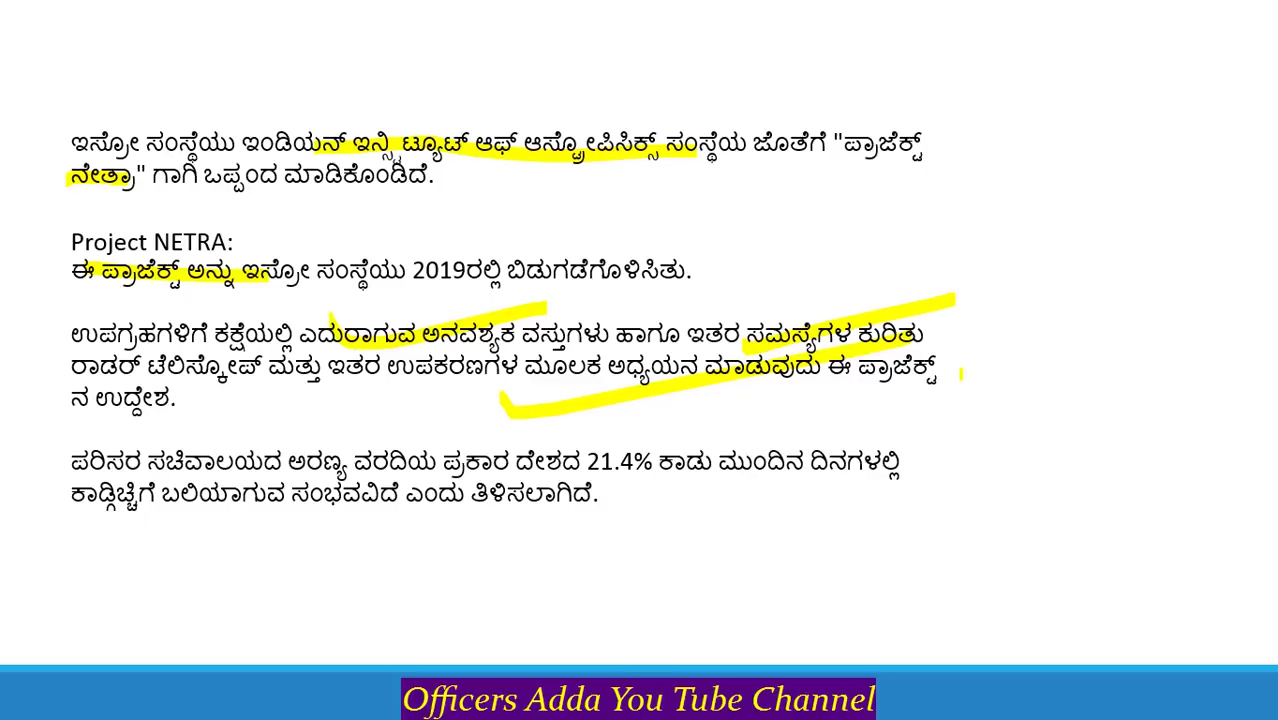 ಇಸ್ರೋ ಸಂಸ್ಥೆಯು ಇಂಡಿಯನ್ ಇನ್ಸ್ಟಿಟ್ಯೂಟ್ ಆಫ್ ಆಸ್ಟ್ರೋಪಿಸಿಕ್ಸ್ ಸಂಸ್ಥೆಯ ಜೊತೆಗೆ "ಪ್ರಾಜೆಕ್ಟ್
ನೇತ್ರಾ" ಗಾಗಿ ಒಪ್ಪಂದ ಮಾಡಿಕೊಂಡಿದೆ.
Project NETRA:
ಈ ಪ್ರಾಜೆಕ್ಟ್ ಅನ್ನು ಇಸ್ರೋ ಸಂಸ್ಥೆಯು 2019ರಲ್ಲಿ ಬಿಡುಗಡೆಗೊಳಿಸಿತು.
ಉಪಗ್ರಹಗಳಿಗೆ ಕಕ್ಷೆಯಲ್ಲಿ ಎದುರಾಗುವ ಅನವಶ್ಯಕ ವಸ್ತುಗಳು ಹಾಗೂ ಇತರ ಸಮಸ್ಯೆಗಳ ಕುರಿತು
ರಾಡರ್ ಟೆಲಿಸ್ಕೋಪ್ ಮತ್ತು ಇತರ ಉಪಕರಣಗಳ ಮೂಲಕ ಅಧ್ಯಯನ ಮಾಡುವುದು ಈ ಪ್ರಾಜೆಕ್ಟ್
ನ ಉದ್ದೇಶ.
ಪರಿಸರ ಸಚಿವಾಲಯದ ಅರಣ್ಯ ವರದಿಯ ಪ್ರಕಾರ ದೇಶದ 21.4% ಕಾಡು ಮುಂದಿನ ದಿನಗಳಲ್ಲಿ
ಕಾಡ್ಗಿಚ್ಚಿಗೆ ಬಲಿಯಾಗುವ ಸಂಭವವಿದೆ ಎಂದು ತಿಳಿಸಲಾಗಿದೆ.
Officers Adda You Tube Channel